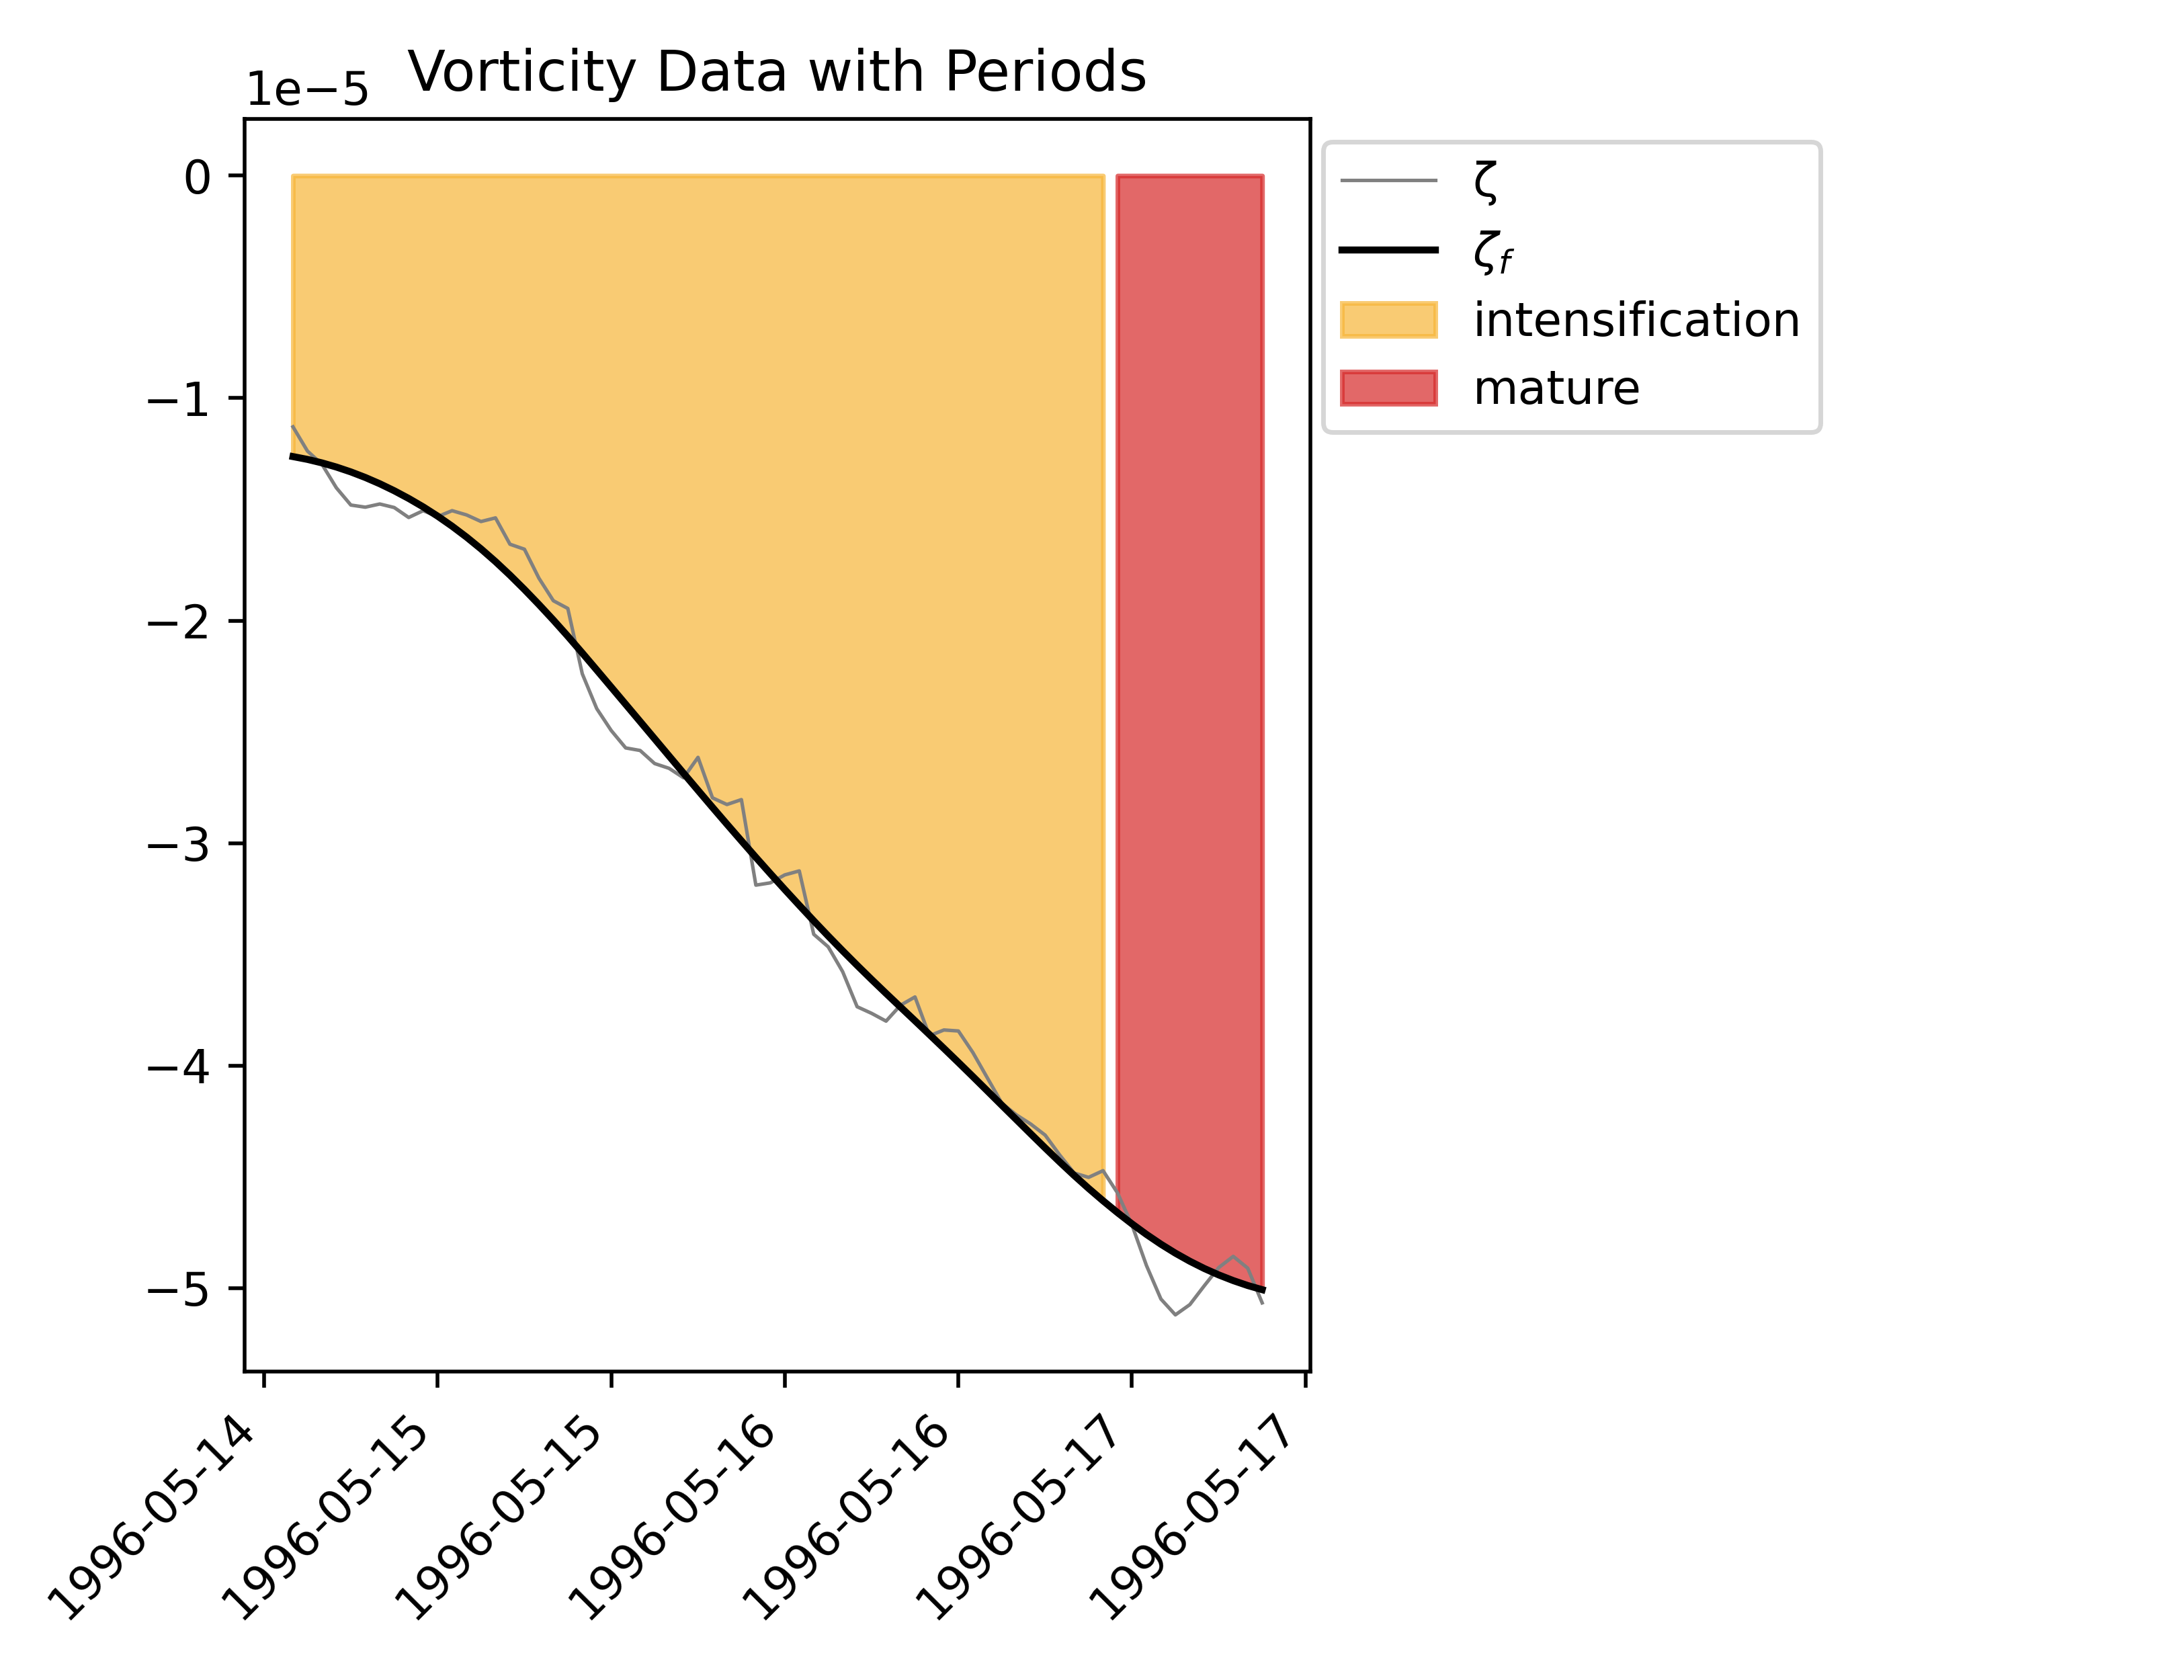 Vorticity Data with Periods
1e−5
0
−1
−2
−3
−4
−5
1996-05-14
1996-05-15
1996-05-15
1996-05-16
1996-05-16
1996-05-17
1996-05-17
ζ
ζf
intensification
mature